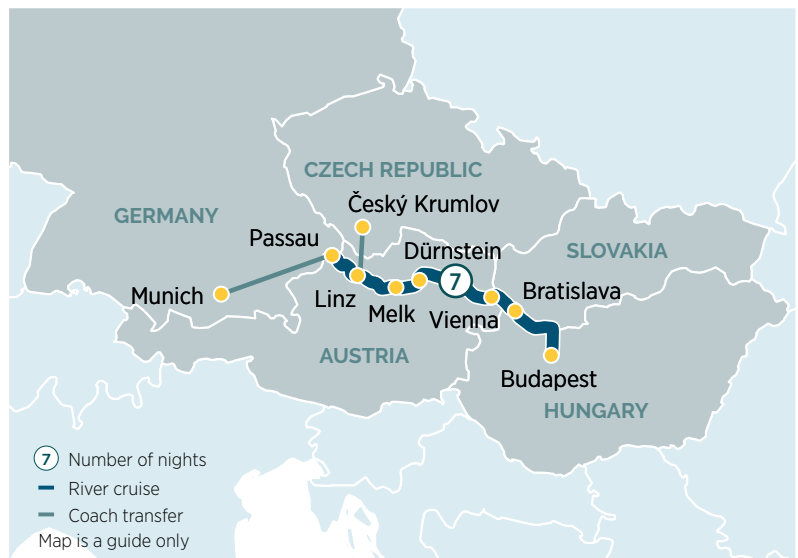 CZECH REPUBLIC
Český Krumlov
GERMANY
Passau
Dürnstein
SLOVAKIA
7
Munich
Linz
Bratislava
Melk
Vienna
AUSTRIA
Budapest
HUNGARY
7 Number of nights
River cruise
Coach transfer
Map is a guide only